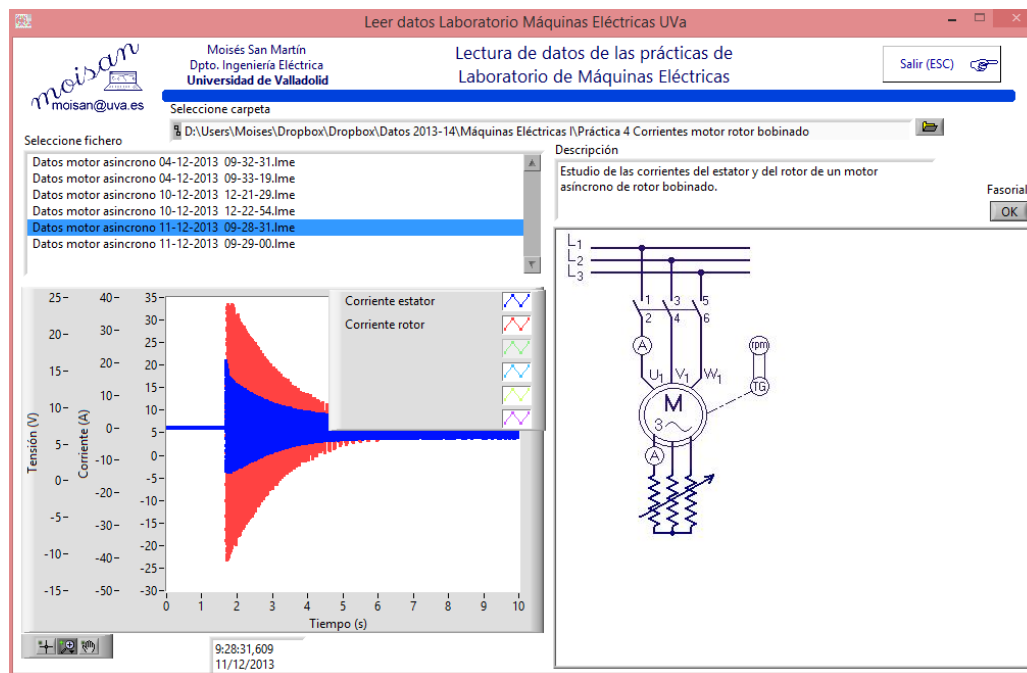 Leer datos Laboratorio Máquinas Eléctricas UVa
moisan
moisan@uva.es
Moisés San Martín
Dpto. Ingeniería Eléctrica
Universidad de Valladolid
Lectura de datos de las prácticas de
Laboratorio de Máquinas Eléctricas
Salir (ESC)
Seleccione carpeta
D:\Users\Moises\Dropbox\Dropbox\Datos 2013-14\Máquinas Eléctricas I\Práctica 4 Corrientes motor rotor bobinado
Seleccione fichero
Datos motor asincrono 04-12-2013 09-32-31.lme
Datos motor asincrono 04-12-2013 09-33-19.lme
Datos motor asincrono 10-12-2013 12-21-29.lme
Datos motor asincrono 10-12-2013 12-22-54.lme
Datos motor asincrono 11-12-2013 09-28-31.lme
Datos motor asincrono 11-12-2013 09-29-00.lme
Descripción
Estudio de las corrientes del estator y del rotor de un motor
asíncrono de rotor bobinado.
Fasorial
OK
Tensión (V)
25
20
15
10
5
0
-5
-10
-15
Corriente (A)
40
30
20
10
0
-10
-20
-30
-40
-50
35
30
25
20
15
10
5
0
-5
-10
-15
-20
-25
-30
0 1 2 3 4 5 6 7 8 9 10
Tiempo (s)
Corriente estator
Corriente rotor
9:28:31,609
11/12/2013
L1
L2
L3
1 3 5
2 4 6
A
rpm
U1 V1 W1
TG
M
3
A